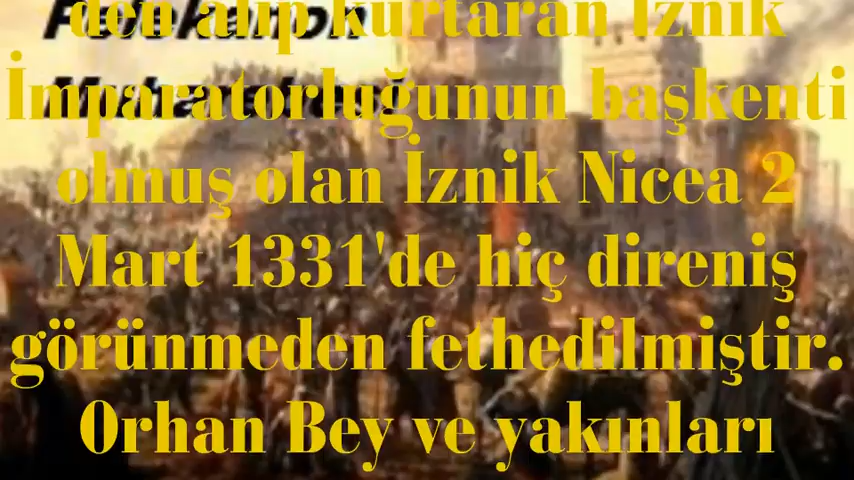 den alıp kurtaran İznik
İmparatorluğunun başkenti
olmuş olan İznik Nicea 2
Mart 1331'de hiç direniş
görünmeden fethedilmiştir.
Orhan Bey ve yakınları